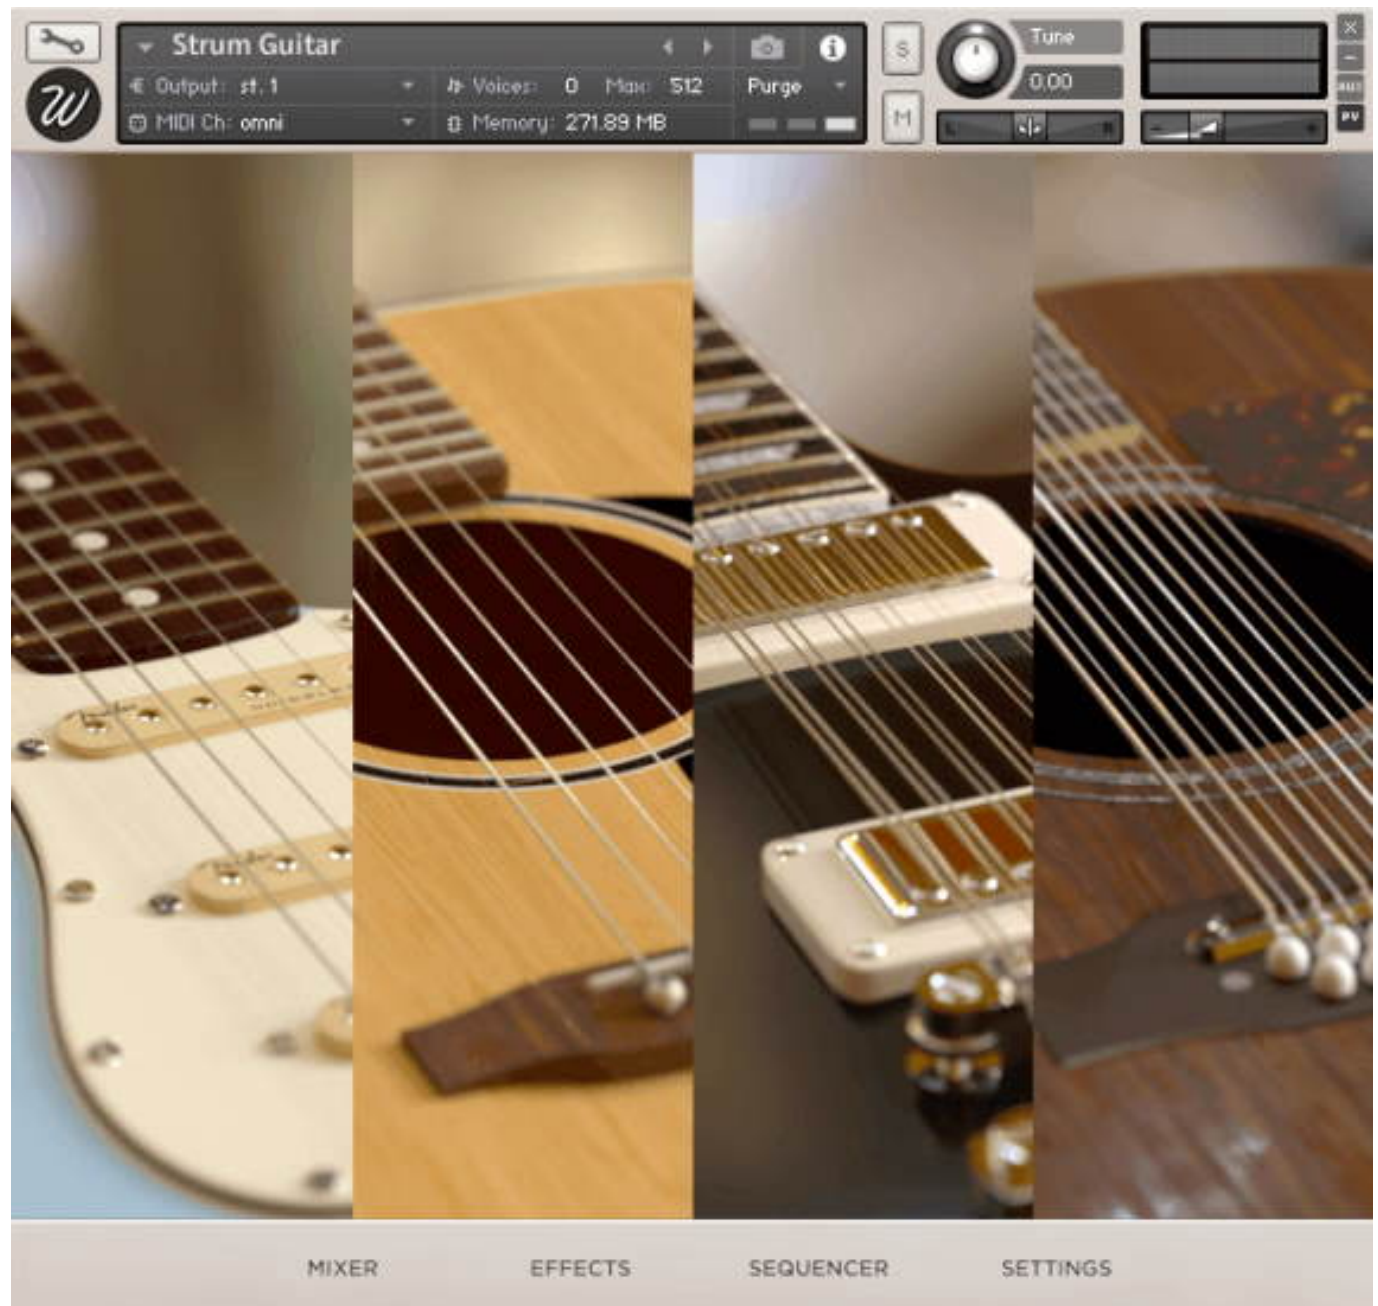 Strum Guitar
S
Tune
Output: st. 1
Voices: 0 Max: 512
Purge
0.00
MIDI Ch: omni
Memory: 271.89 MB
M
L
R
PV
MIXER
EFFECTS
SEQUENCER
SETTINGS